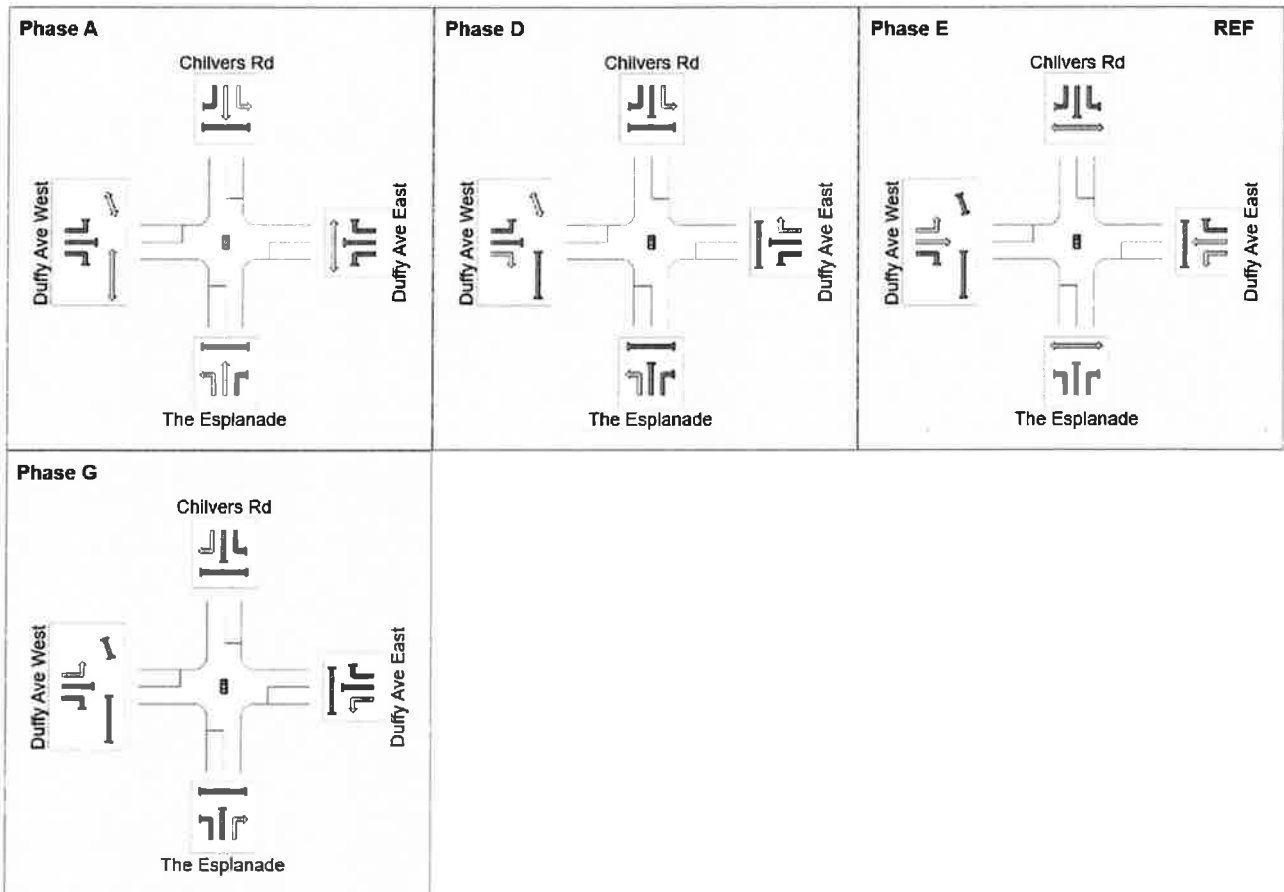 Phase A
Chilvers Rd
Duffy Ave West
Duffy Ave East
The Esplanade
Phase D
Chilvers Rd
Duffy Ave West
Duffy Ave East
The Esplanade
Phase E
REF
Chilvers Rd
Duffy Ave West
Duffy Ave East
The Esplanade
Phase G
Chilvers Rd
Duffy Ave West
Duffy Ave East
The Esplanade